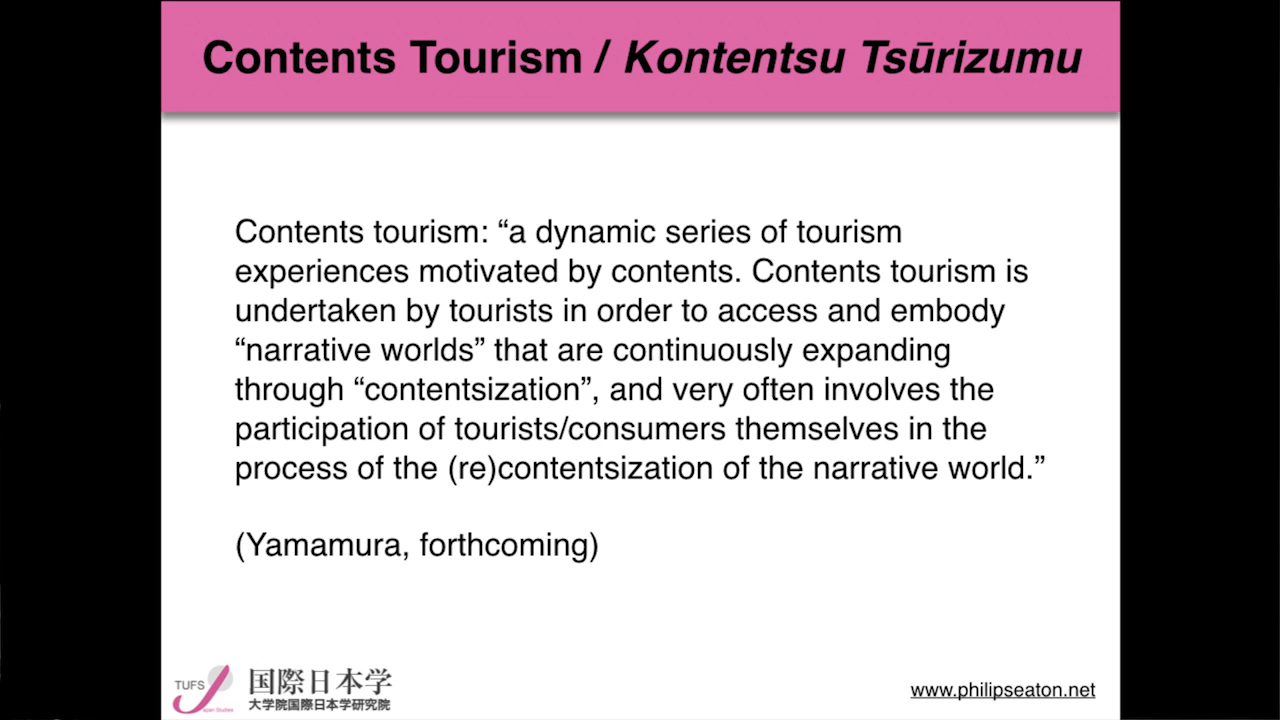 Contents Tourism / Kontentsu Tsūrizumu
Contents tourism: “a dynamic series of tourism
experiences motivated by contents. Contents tourism is
undertaken by tourists in order to access and embody
“narrative worlds” that are continuously expanding
through “contentsization”, and very often involves the
participation of tourists/consumers themselves in the
process of the (re)contentsization of the narrative world.”
(Yamamura, forthcoming)
TUFS
Japan Studies
国際日本学
大学院国際日本学研究院
www.philipseaton.net